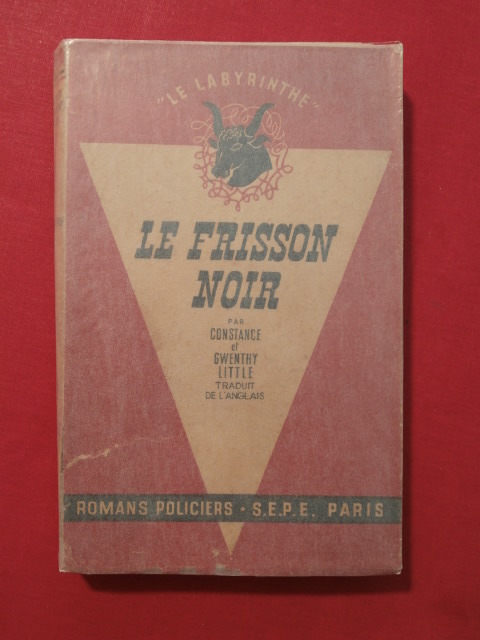 "LE LABYRINTHE"
LE FRISSON
NOIR
PAR
CONSTANCE
et
GWENTHY
LITTLE
TRADUIT
DE L'ANGLAIS
ROMANS POLICIERS • S.E.P.E. PARIS